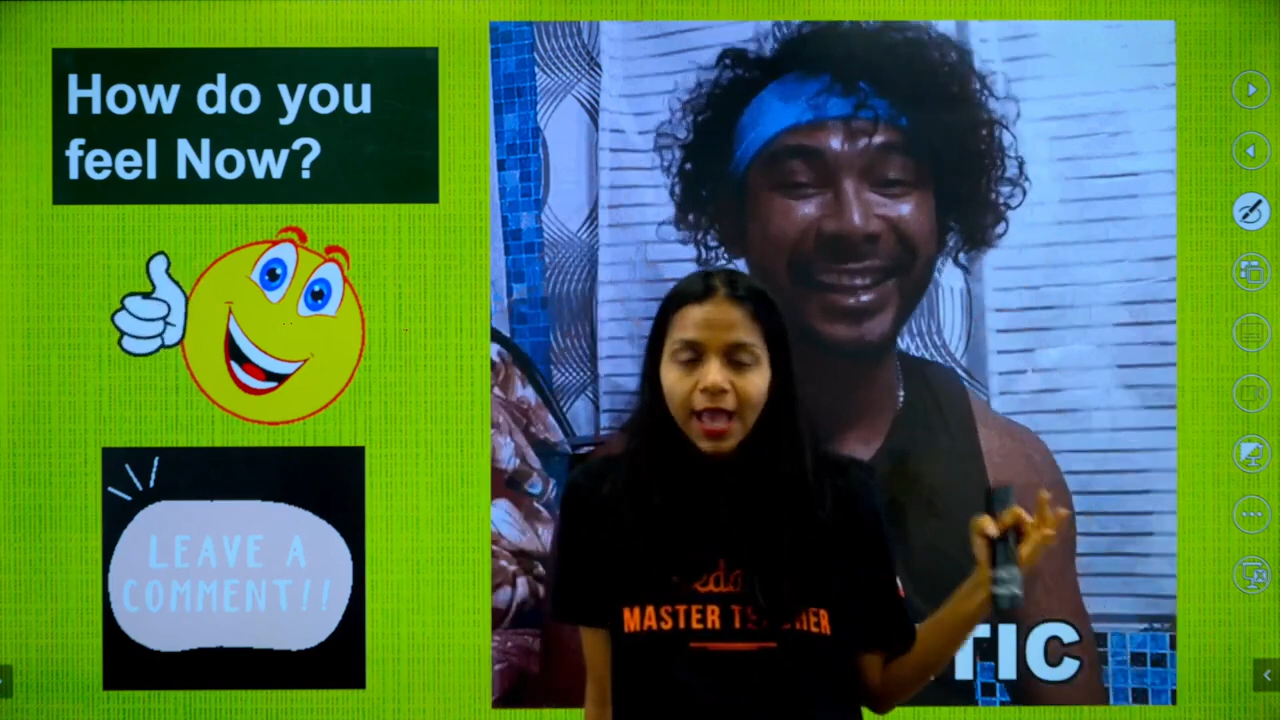 How do you
feel Now?
LEAVE A
COMMENT!!
MASTER
TIC